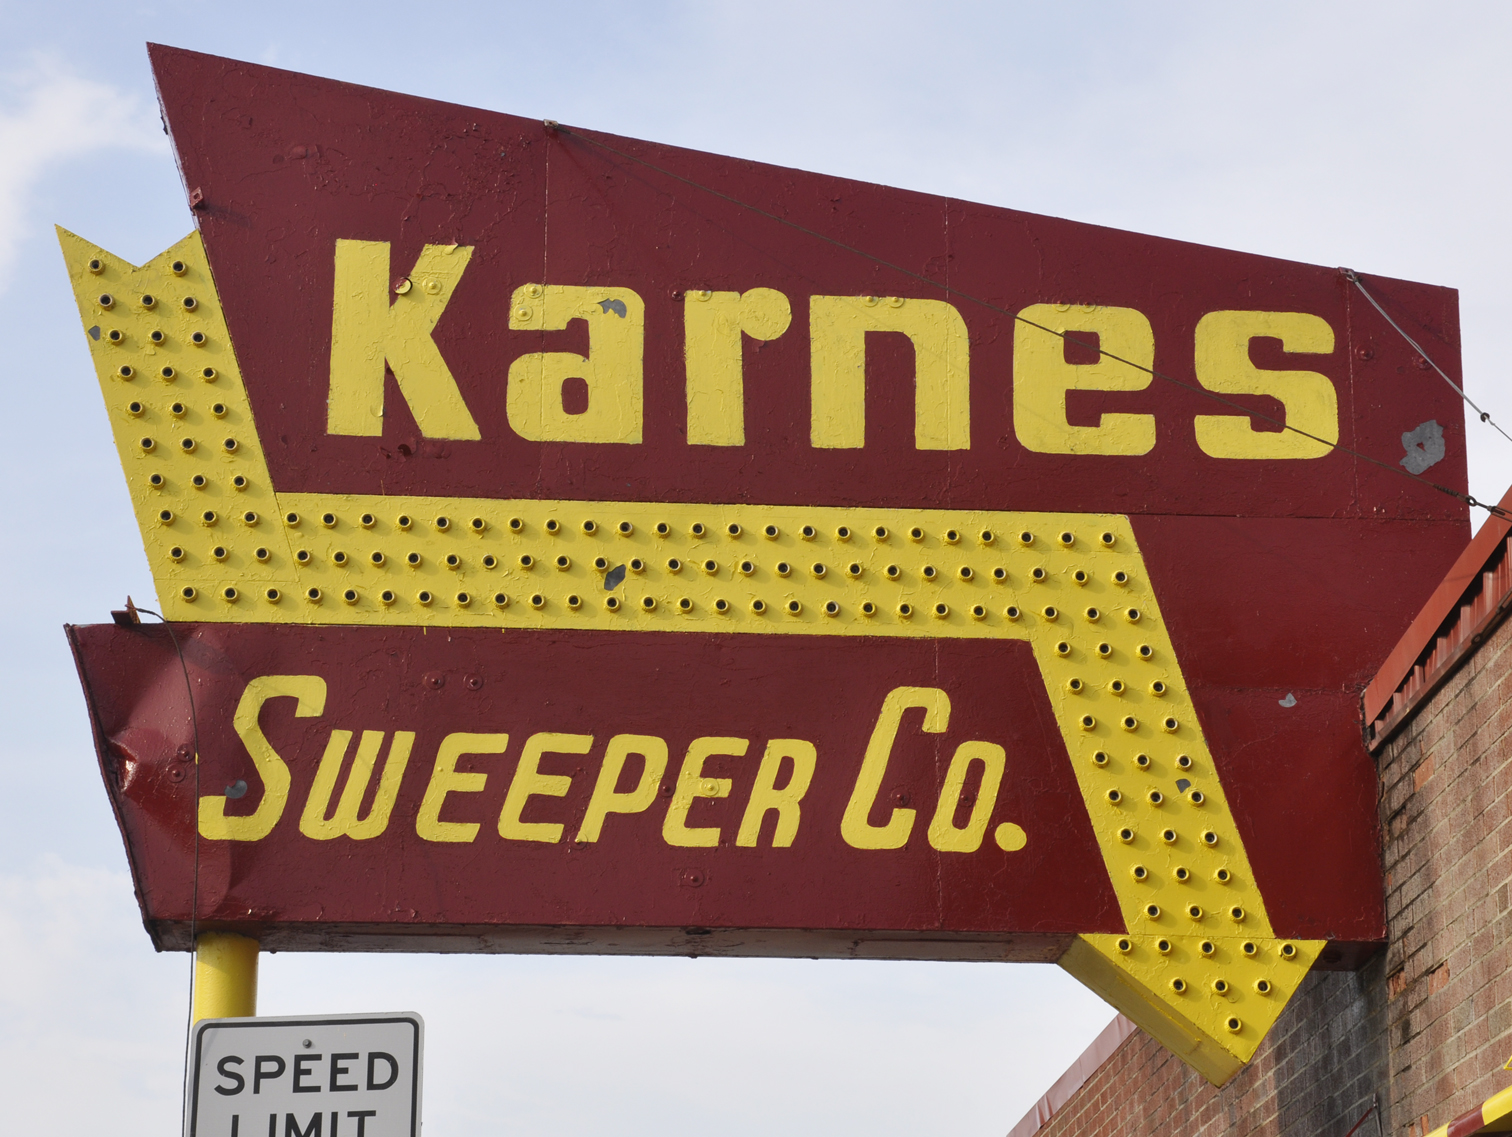 Karnes
SWEEPER CO.
SPEED
LIMIT